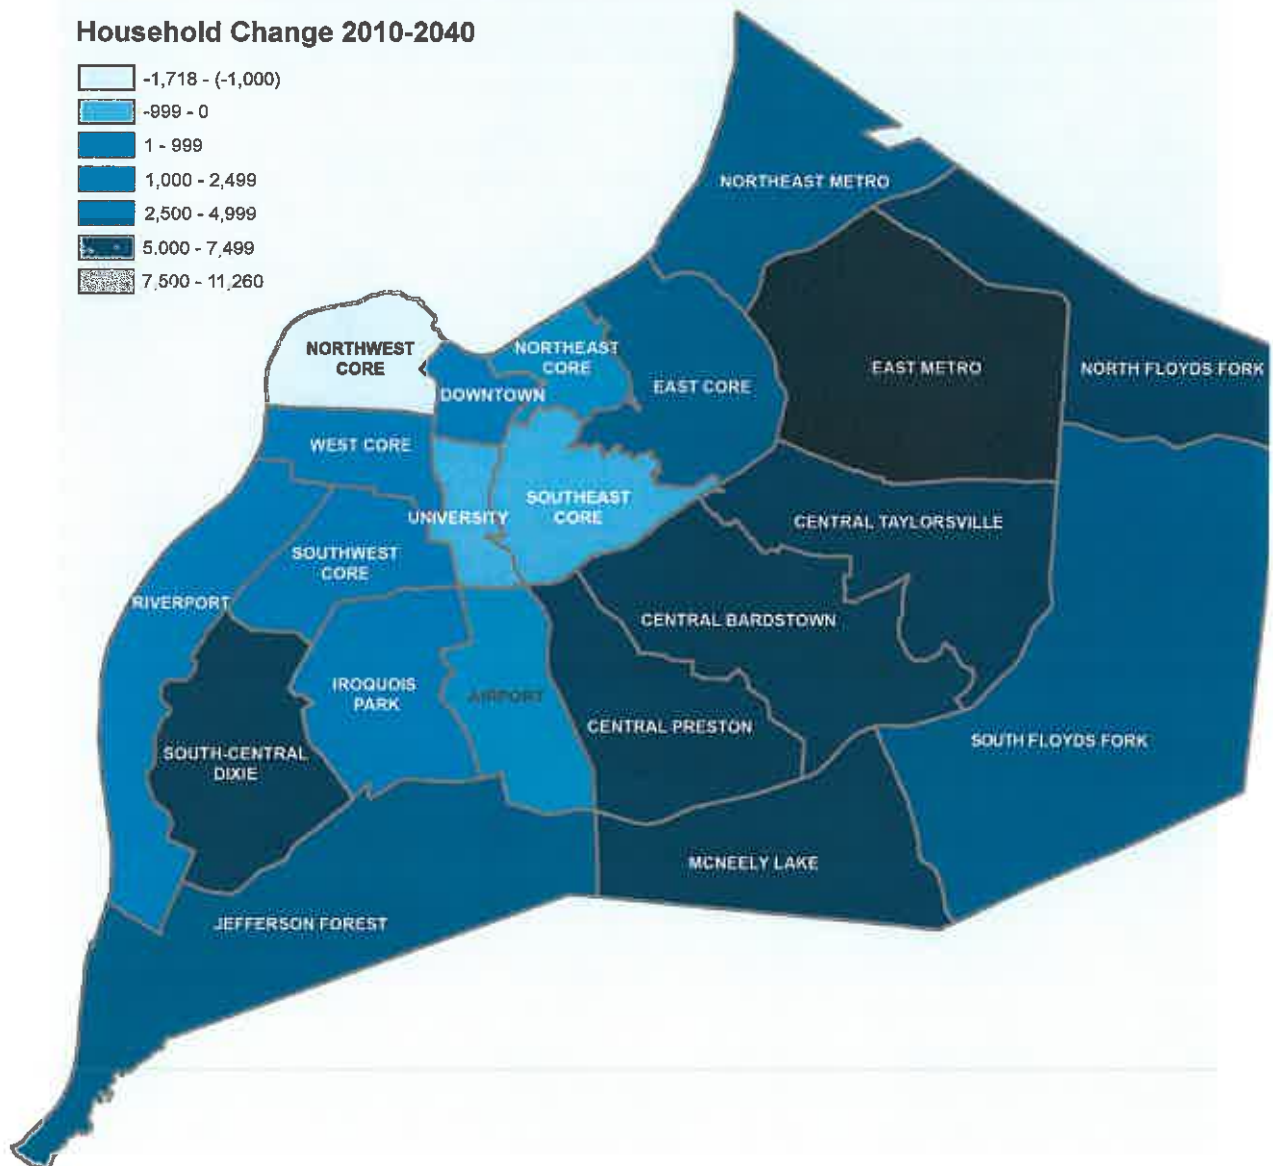 Household Change 2010-2040
-1,718 - (-1,000)
-999 - 0
1 - 999
1,000 - 2,499
2,500 - 4,999
5,000 - 7,499
7,500 - 11,260
NORTHEAST METRO
NORTHWEST
CORE
NORTHEAST
CORE
EAST METRO
NORTH FLOYDS FORK
DOWNTOWN
EAST CORE
WEST CORE
UNIVERSITY
SOUTHEAST
CORE
CENTRAL TAYLORSVILLE
SOUTHWEST
CORE
RIVERPORT
CENTRAL BARDSTOWN
IROQUOIS
PARK
AIRPORT
CENTRAL PRESTON
SOUTH FLOYDS FORK
SOUTH-CENTRAL
DIXIE
MCNEELY LAKE
JEFFERSON FOREST